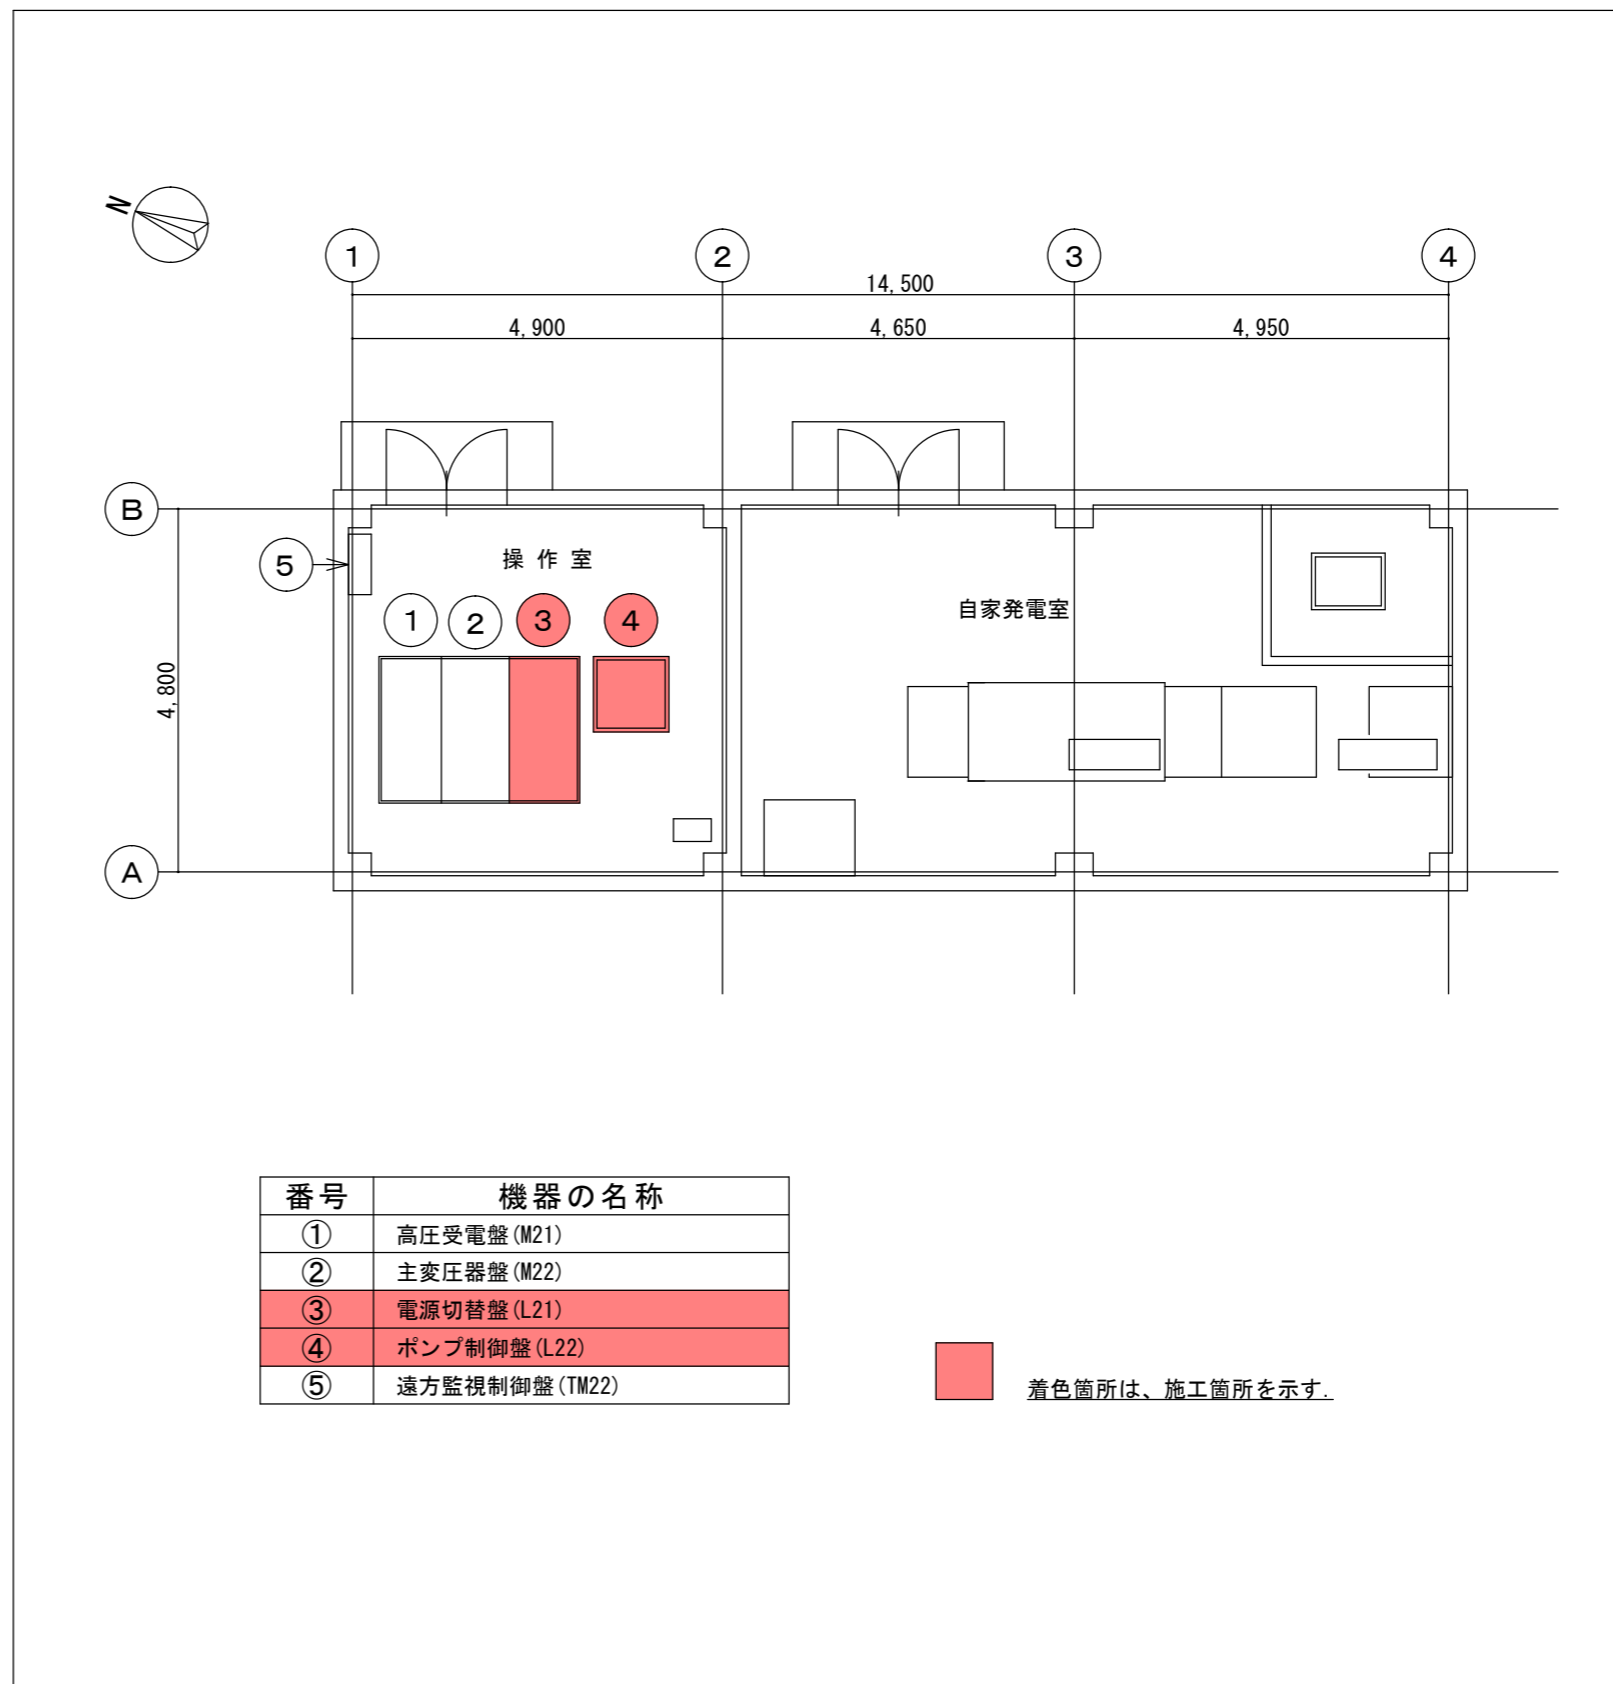 N
1 2 3 4
14,500
4,900 4,650 4,950
B
操作室
5
自家発電室
1 2 3 4
4,800
A
番号 機器の名称
① 高圧受電盤(M21)
② 主変圧器盤(M22)
③ 電源切替盤(L21)
④ ポンプ制御盤(L22)
⑤ 遠方監視制御盤(TM22)
着色箇所は、施工箇所を示す.